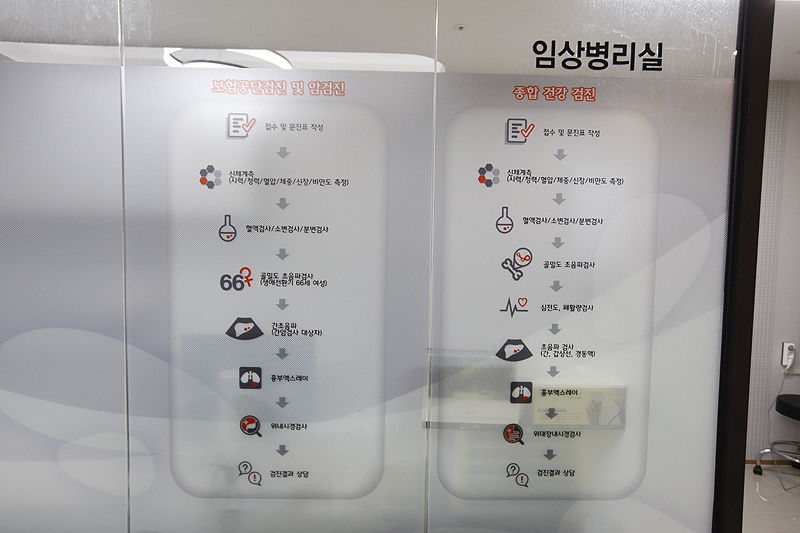 임상병리실
보험공단검진 및 암검진
접수 및 문진표 작성
신체계측
(시력/청력/혈압/체중/신장/비만도 측정)
혈액검사/소변검사/분변검사
66
골밀도 초음파검사
(생애전환기 66세 여성)
간초음파
(간암검사 대상자)
흉부엑스레이
위내시경검사
검진결과 상담
종합 건강 검진
접수 및 문진표 작성
신체계측
(시력/청력/혈압/체중/신장/비만도 측정)
혈액검사/소변검사/분변검사
골밀도 초음파검사
심전도, 폐활량검사
초음파 검사
(간, 갑상선, 경동맥)
흉부엑스레이
위대장내시경검사
검진결과 상담